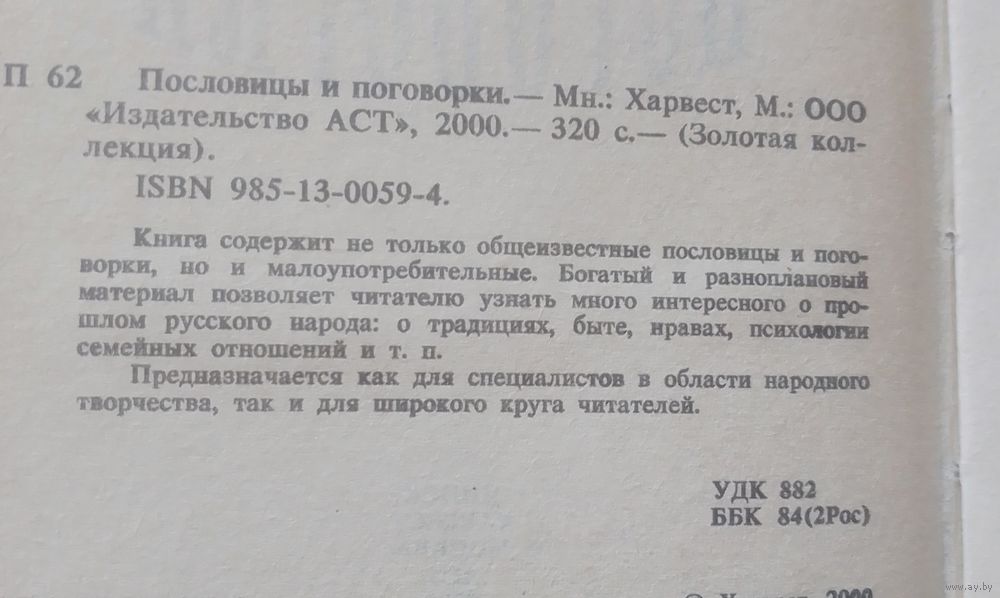 П 62 Пословицы и поговорки.— Мн.: Харвест, М.: ООО
«Издательство АСТ», 2000.— 320 с.— (Золотая кол-
лекция).
ISBN 985-13-0059-4.
Книга содержит не только общеизвестные пословицы и пого-
ворки, но и малоупотребительные. Богатый и разноплановый
материал позволяет читателю узнать много интересного о про-
шлом русского народа: о традициях, быте, нравах, психологии
семейных отношений и т. п.
Предназначается как для специалистов в области народного
творчества, так и для широкого круга читателей.
УДК 882
ББК 84(2Рос)
© Харвест, 2000
www.ay.by